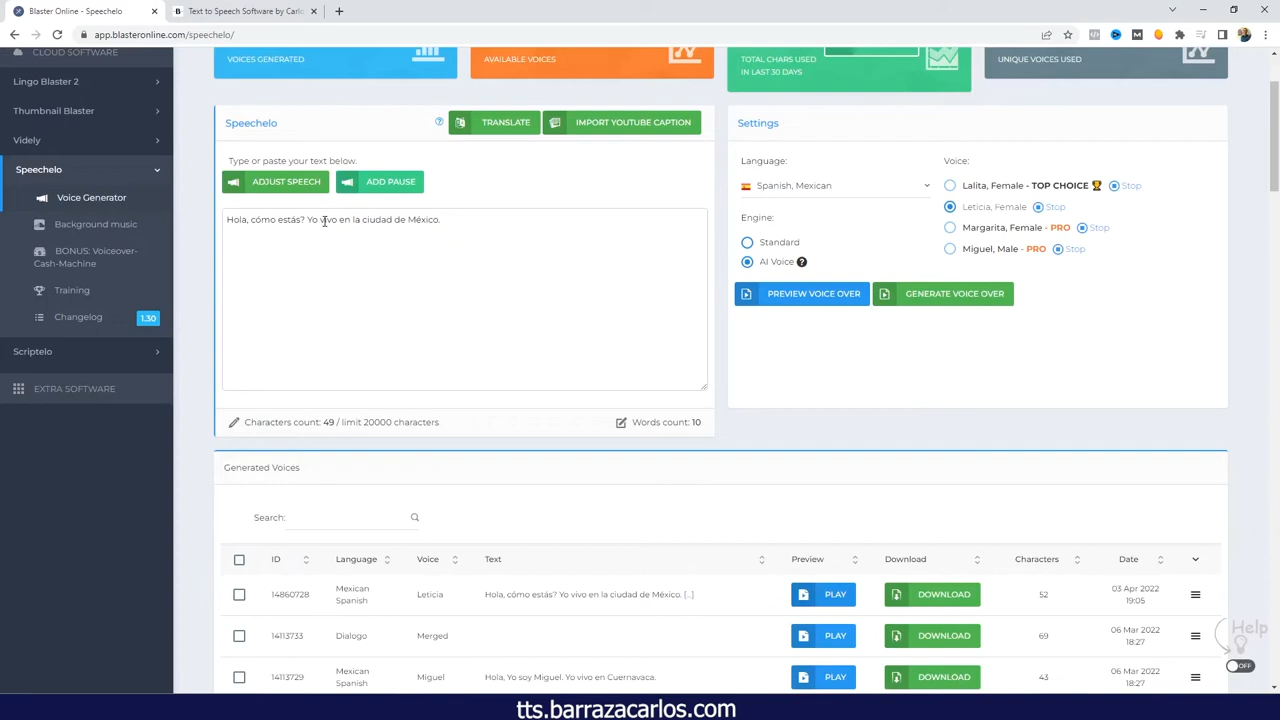 Blaster Online - Speechelo
Text to Speech Software by Carlo
app.blasteronline.com/speechelo/
CLOUD SOFTWARE
Lingo Blaster 2
Thumbnail Blaster
Videly
Speechelo
Voice Generator
Background music
BONUS: Voiceover-
Cash-Machine
Training
Changelog
1.30
Scriptelo
EXTRA SOFTWARE
VOICES GENERATED
AVAILABLE VOICES
TOTAL CHARS USED
IN LAST 30 DAYS
UNIQUE VOICES USED
Speechelo
TRANSLATE
IMPORT YOUTUBE CAPTION
Type or paste your text below.
ADJUST SPEECH
ADD PAUSE
Hola, cómo estás? Yo vivo en la ciudad de México.
Characters count: 49 / limit 20000 characters
Words count: 10
Settings
Language:
Spanish, Mexican
Engine:
Standard
AI Voice ?
Voice:
Lalita, Female - TOP CHOICE Stop
Leticia, Female Stop
Margarita, Female - PRO Stop
Miguel, Male - PRO Stop
PREVIEW VOICE OVER
GENERATE VOICE OVER
Generated Voices
Search:
ID Language Voice Text Preview Download Characters Date
14860728 Mexican Spanish Leticia Hola, cómo estás? Yo vivo en la ciudad de México. [...] PLAY DOWNLOAD 52 03 Apr 2022 19:05
14113733 Dialogo Merged PLAY DOWNLOAD 69 06 Mar 2022 18:27
14113729 Mexican Spanish Miguel Hola, Yo soy Miguel. Yo vivo en Cuernavaca. PLAY DOWNLOAD 43 06 Mar 2022 18:27
Help
OFF
tts.barrazacarlos.com